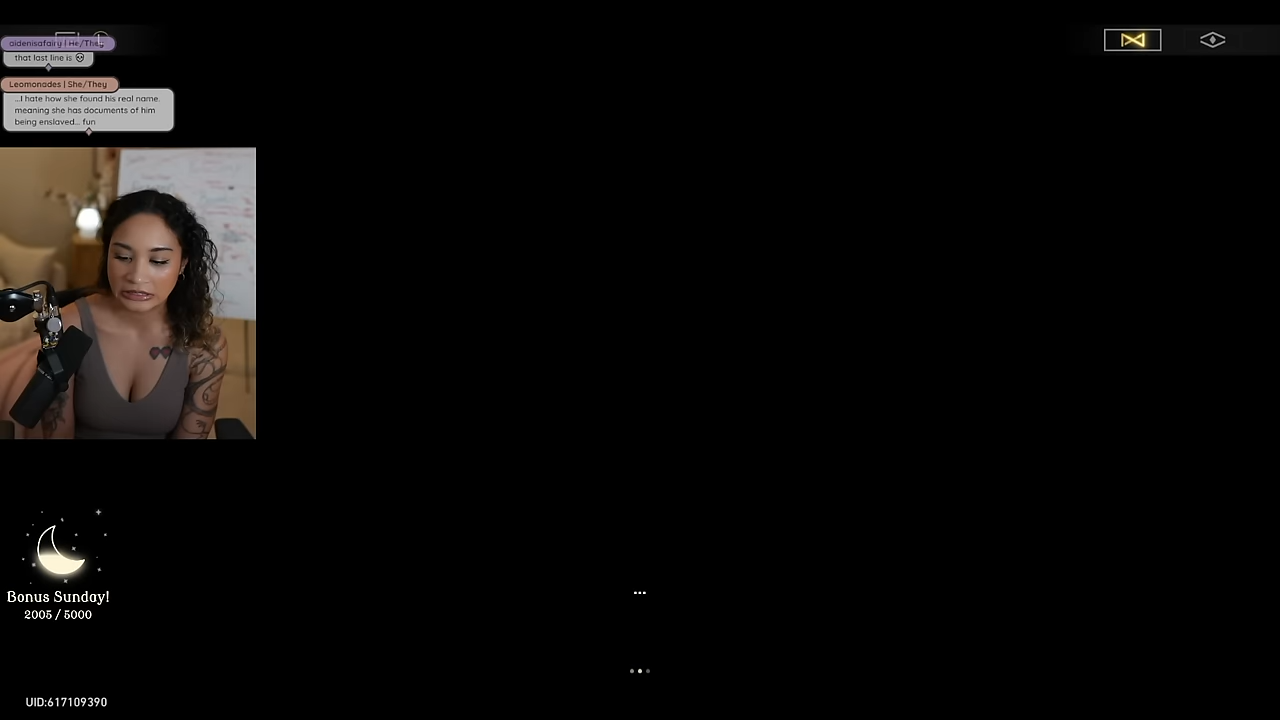 aidenisafairy | He/They
that last line is 💀
Leomonades | She/They
...I hate how she found his real name.
meaning she has documents of him
being enslaved... fun
...
Bonus Sunday!
2005 / 5000
UID:617109390